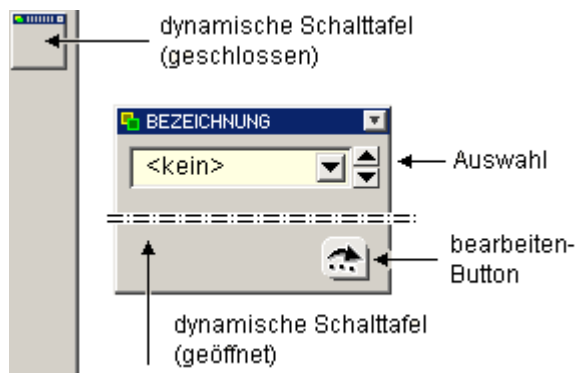 dynamische Schalttafel
(geschlossen)
BEZEICHNUNG
<kein>
Auswahl
bearbeiten-
Button
dynamische Schalttafel
(geöffnet)